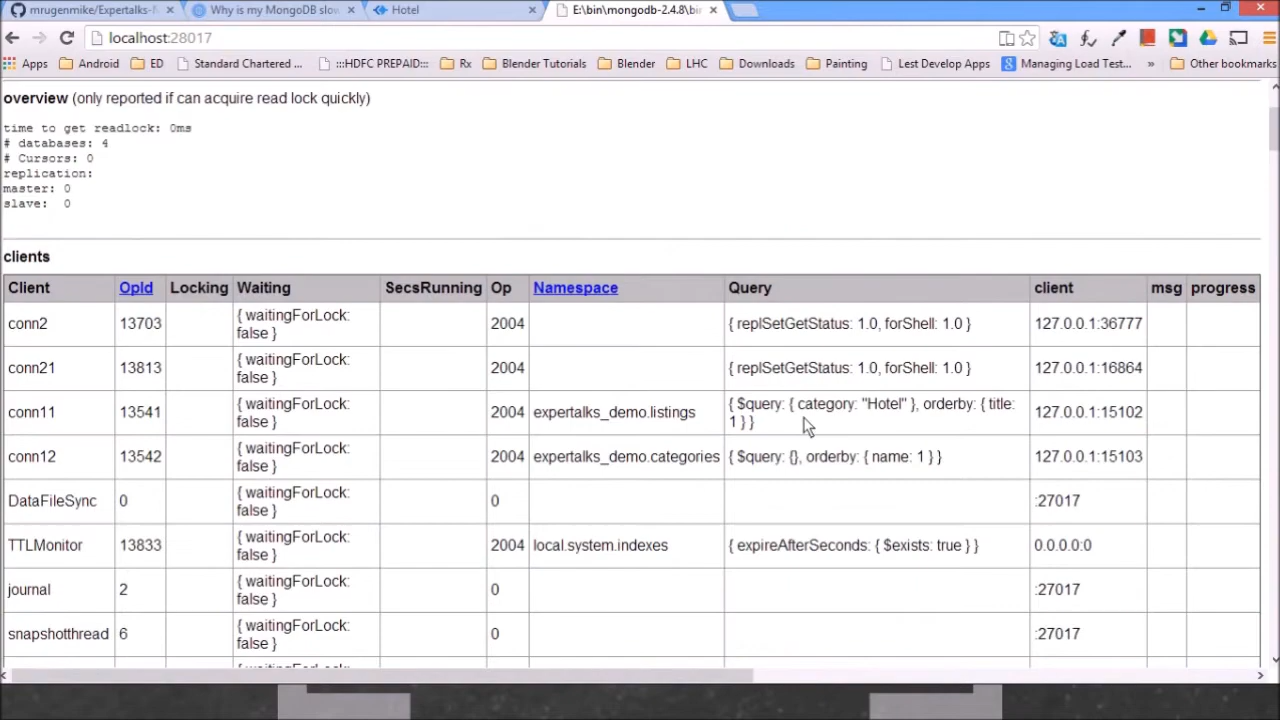 mrugenmike/Expertalks-M
Why is my MongoDB slow
Hotel
E:\bin\mongodb-2.4.8\bin
localhost:28017
Apps
Android
ED
Standard Chartered ...
:::HDFC PREPAID:::
Rx
Blender Tutorials
Blender
LHC
Downloads
Painting
Lest Develop Apps
Managing Load Test...
»
Other bookmarks
overview (only reported if can acquire read lock quickly)
time to get readlock: 0ms
# databases: 4
# Cursors: 0
replication:
master: 0
slave: 0
clients
Client OpId Locking Waiting SecsRunning Op Namespace Query client msg progress
conn2 13703 { waitingForLock: false } 2004 { replSetGetStatus: 1.0, forShell: 1.0 } 127.0.0.1:36777
conn21 13813 { waitingForLock: false } 2004 { replSetGetStatus: 1.0, forShell: 1.0 } 127.0.0.1:16864
conn11 13541 { waitingForLock: false } 2004 expertalks_demo.listings { $query: { category: "Hotel" }, orderby: { title: 1 } } 127.0.0.1:15102
conn12 13542 { waitingForLock: false } 2004 expertalks_demo.categories { $query: {}, orderby: { name: 1 } } 127.0.0.1:15103
DataFileSync 0 { waitingForLock: false } 0 :27017
TTLMonitor 13833 { waitingForLock: false } 2004 local.system.indexes { expireAfterSeconds: { $exists: true } } 0.0.0.0:0
journal 2 { waitingForLock: false } 0 :27017
snapshotthread 6 { waitingForLock: false } 0 :27017